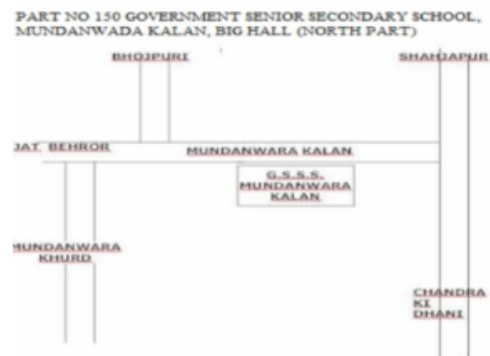 PART NO 150 GOVERNMENT SENIOR SECONDARY SCHOOL,
MUNDANWADA KALAN, BIG HALL (NORTH PART)
BHOJPURI
SHAHJAPUR
JAT BEHROR
MUNDANWARA KALAN
G.S.S.S.
MUNDANWARA
KALAN
MUNDANWARA
KHURD
CHANDRA
KI
DHANI